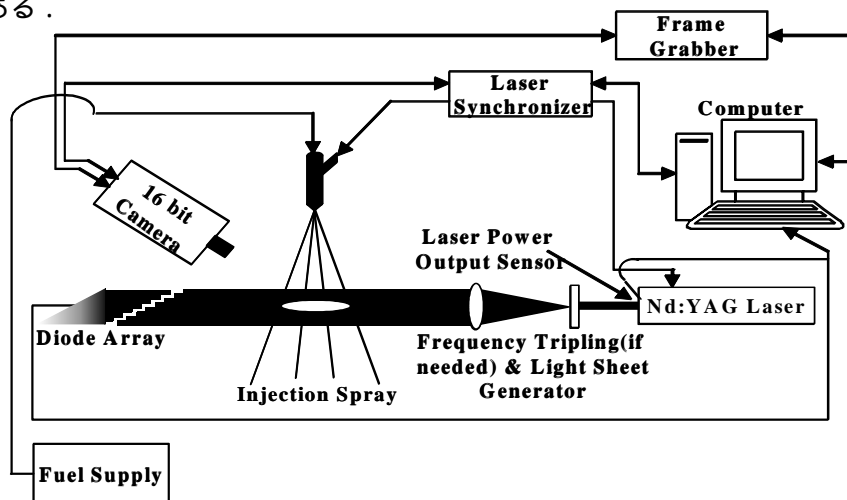 る.
Frame
Grabber
Laser
Synchronizer
Computer
16 bit
Camera
Laser Power
Output Sensor
Nd:YAG Laser
Diode Array
Frequency Tripling(if
needed) & Light Sheet
Generator
Injection Spray
Fuel Supply